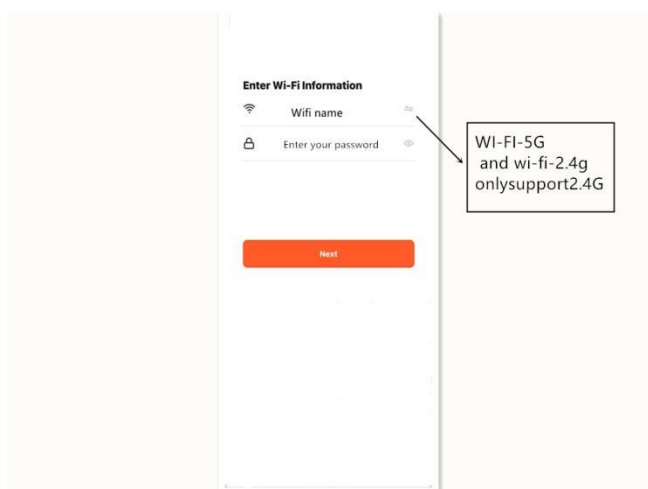 Enter Wi-Fi Information
Wifi name
Enter your password
Next
WI-FI-5G
and wi-fi-2.4g
onlysupport2.4G